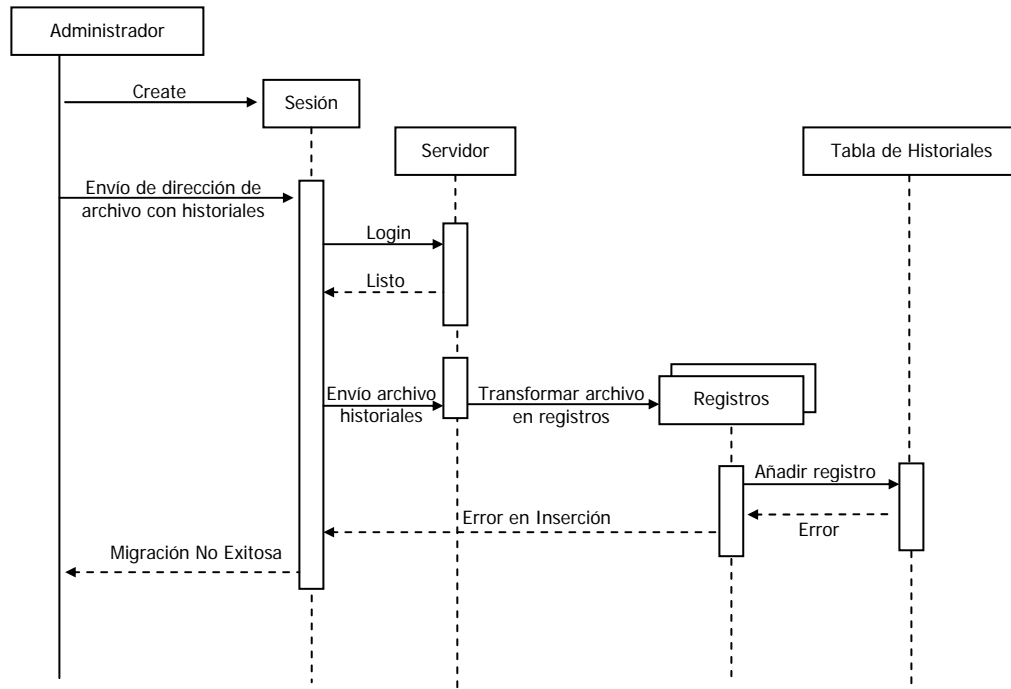 Administrador
Create
Sesión
Servidor
Tabla de Historiales
Envío de dirección de
archivo con historiales
Login
Listo
Envío archivo
historiales
Transformar archivo
en registros
Registros
Añadir registro
Error en Inserción
Error
Migración No Exitosa